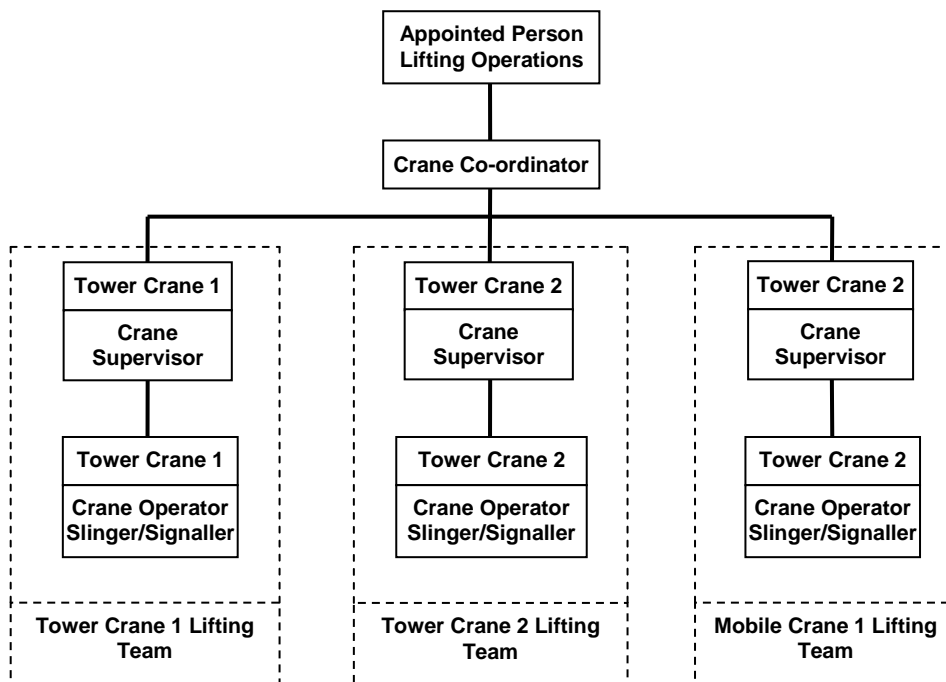 Appointed Person
Lifting Operations
Crane Co-ordinator
Tower Crane 1
Crane
Supervisor
Tower Crane 1
Crane Operator
Slinger/Signaller
Tower Crane 1 Lifting
Team
Tower Crane 2
Crane
Supervisor
Tower Crane 2
Crane Operator
Slinger/Signaller
Tower Crane 2 Lifting
Team
Tower Crane 2
Crane
Supervisor
Tower Crane 2
Crane Operator
Slinger/Signaller
Mobile Crane 1 Lifting
Team